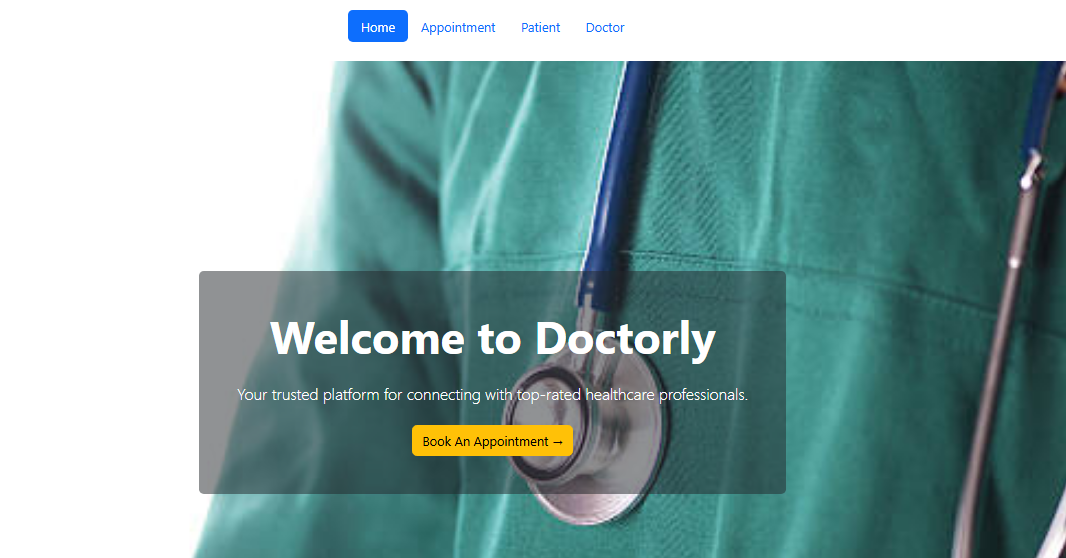 Home Appointment Patient Doctor
Welcome to Doctorly
Your trusted platform for connecting with top-rated healthcare professionals.
Book An Appointment →